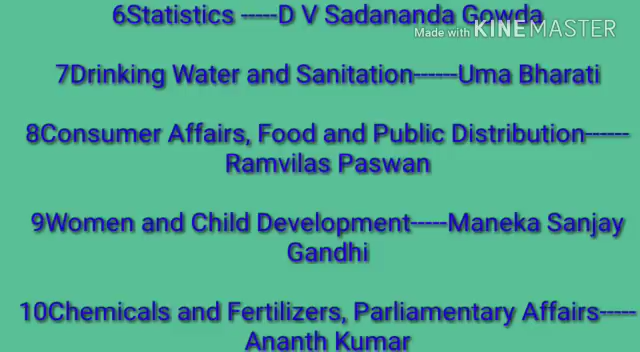 6Statistics -----D V Sadananda Gowda
Made with KINEMASTER
7Drinking Water and Sanitation------Uma Bharati
8Consumer Affairs, Food and Public Distribution------
Ramvilas Paswan
9Women and Child Development-----Maneka Sanjay
Gandhi
10Chemicals and Fertilizers, Parliamentary Affairs-----
Ananth Kumar